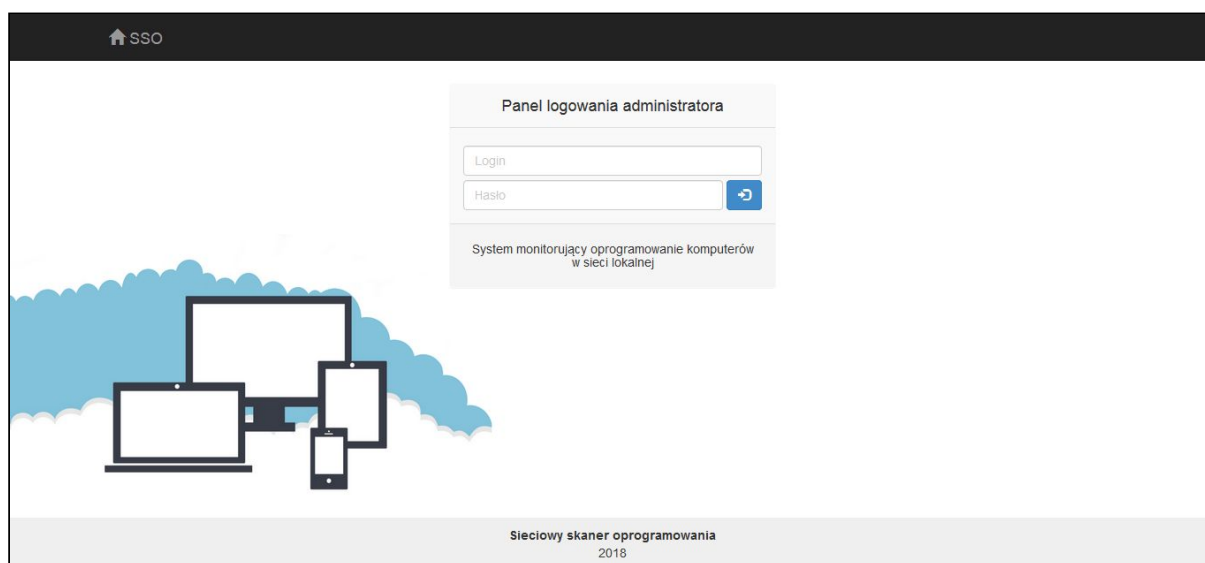 SSO
Panel logowania administratora
Login
Hasło
System monitorujący oprogramowanie komputerów
w sieci lokalnej
Sieciowy skaner oprogramowania
2018